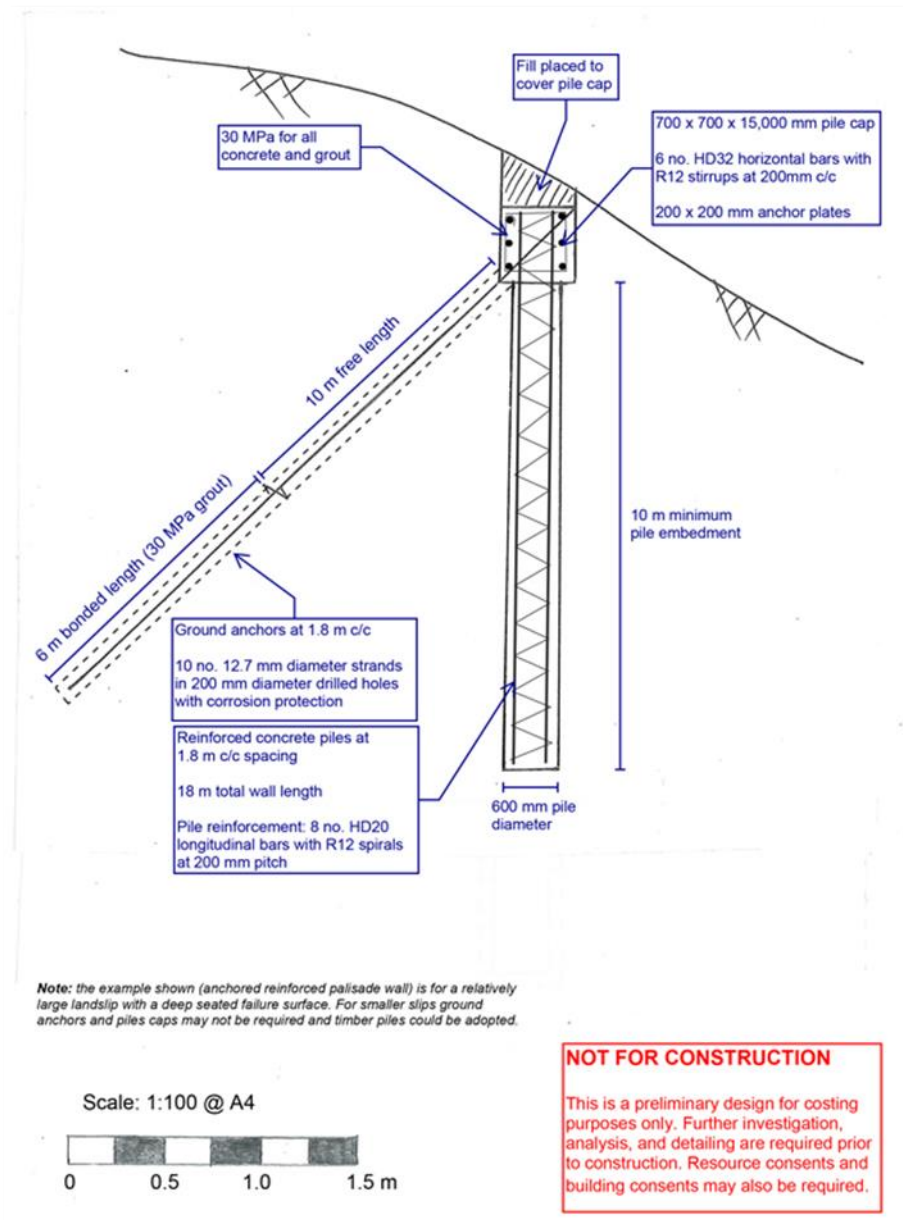 Fill placed to
cover pile cap
30 MPa for all
concrete and grout
700 x 700 x 15,000 mm pile cap
6 no. HD32 horizontal bars with
R12 stirrups at 200mm c/c
200 x 200 mm anchor plates
10 m free length
6 m bonded length (30 MPa grout)
10 m minimum
pile embedment
Ground anchors at 1.8 m c/c
10 no. 12.7 mm diameter strands
in 200 mm diameter drilled holes
with corrosion protection
Reinforced concrete piles at
1.8 m c/c spacing
18 m total wall length
Pile reinforcement: 8 no. HD20
longitudinal bars with R12 spirals
at 200 mm pitch
600 mm pile
diameter
Note: the example shown (anchored reinforced palisade wall) is for a relatively
large landslip with a deep seated failure surface. For smaller slips ground
anchors and piles caps may not be required and timber piles could be adopted.
Scale: 1:100 @ A4
0 0.5 1.0 1.5 m
NOT FOR CONSTRUCTION
This is a preliminary design for costing
purposes only. Further investigation,
analysis, and detailing are required prior
to construction. Resource consents and
building consents may also be required.